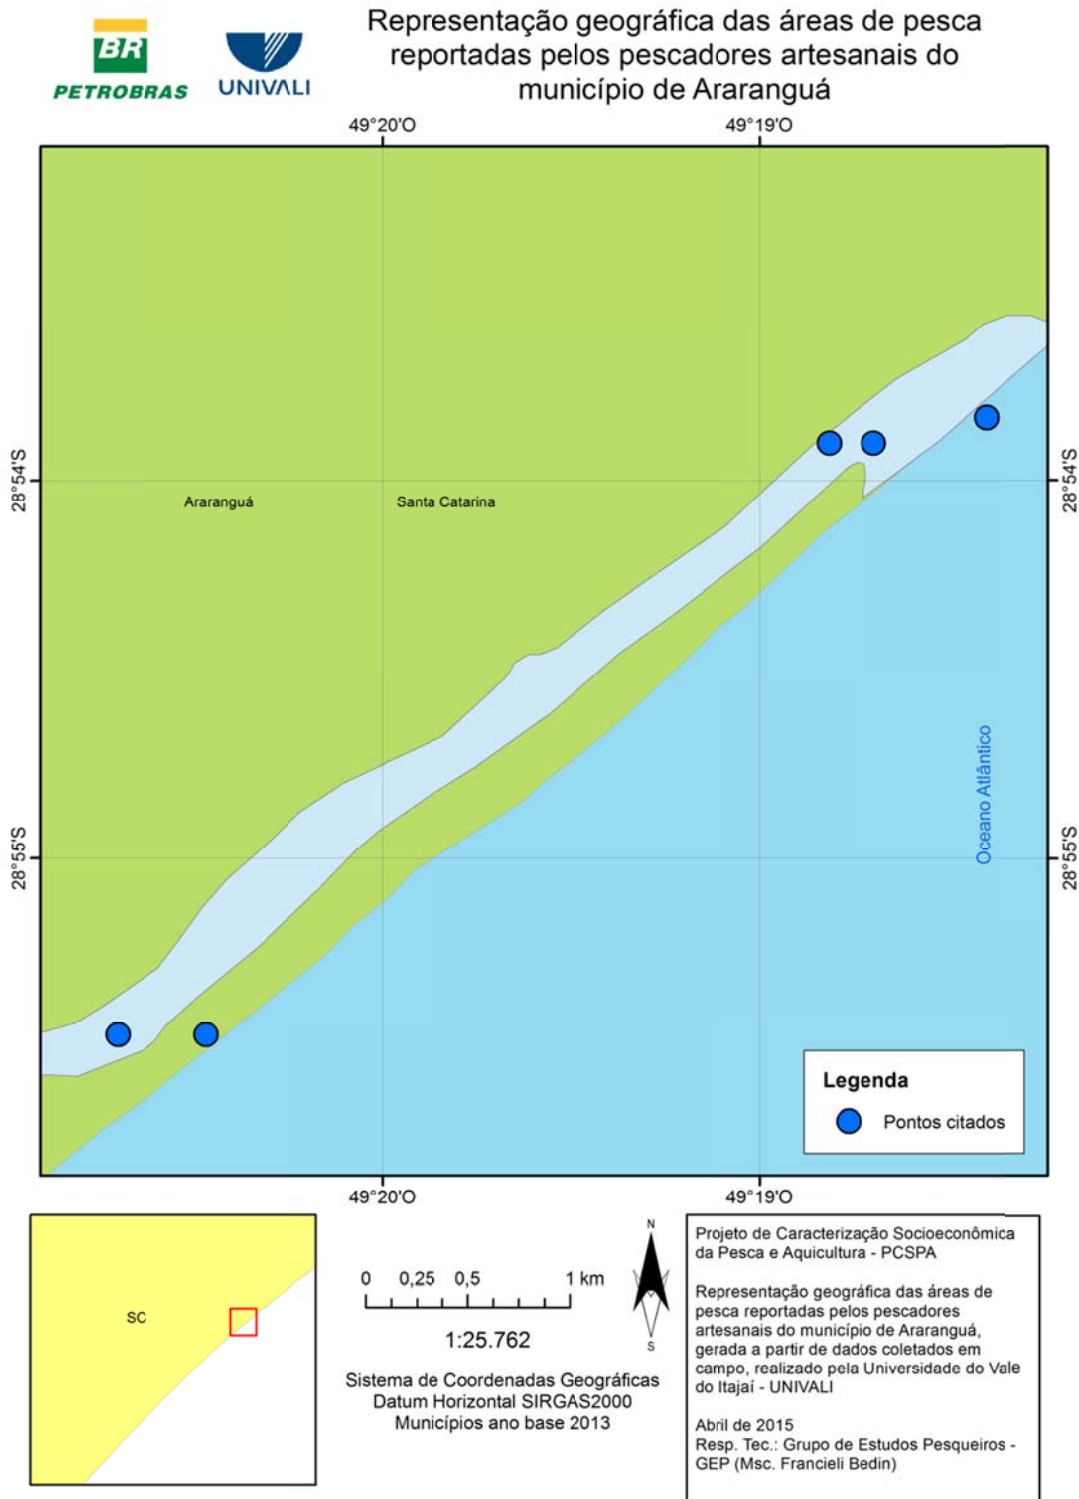 Representação geográfica das áreas de pesca
reportadas pelos pescadores artesanais do
município de Araranguá
BR
PETROBRAS
UNIVALI
49°20'O
49°19'O
28°54'S
28°54'S
Araranguá
Santa Catarina
Oceano Atlântico
28°55'S
28°55'S
Legenda
Pontos citados
49°20'O
49°19'O
SC
0 0,25 0,5 1 km
1:25.762
Sistema de Coordenadas Geográficas
Datum Horizontal SIRGAS2000
Municípios ano base 2013
N
S
Projeto de Caracterização Socioeconômica
da Pesca e Aquicultura - PCSPA
Representação geográfica das áreas de
pesca reportadas pelos pescadores
artesanais do município de Araranguá,
gerada a partir de dados coletados em
campo, realizado pela Universidade do Vale
do Itajaí - UNIVALI
Abril de 2015
Resp. Tec.: Grupo de Estudos Pesqueiros -
GEP (Msc. Francieli Bedin)